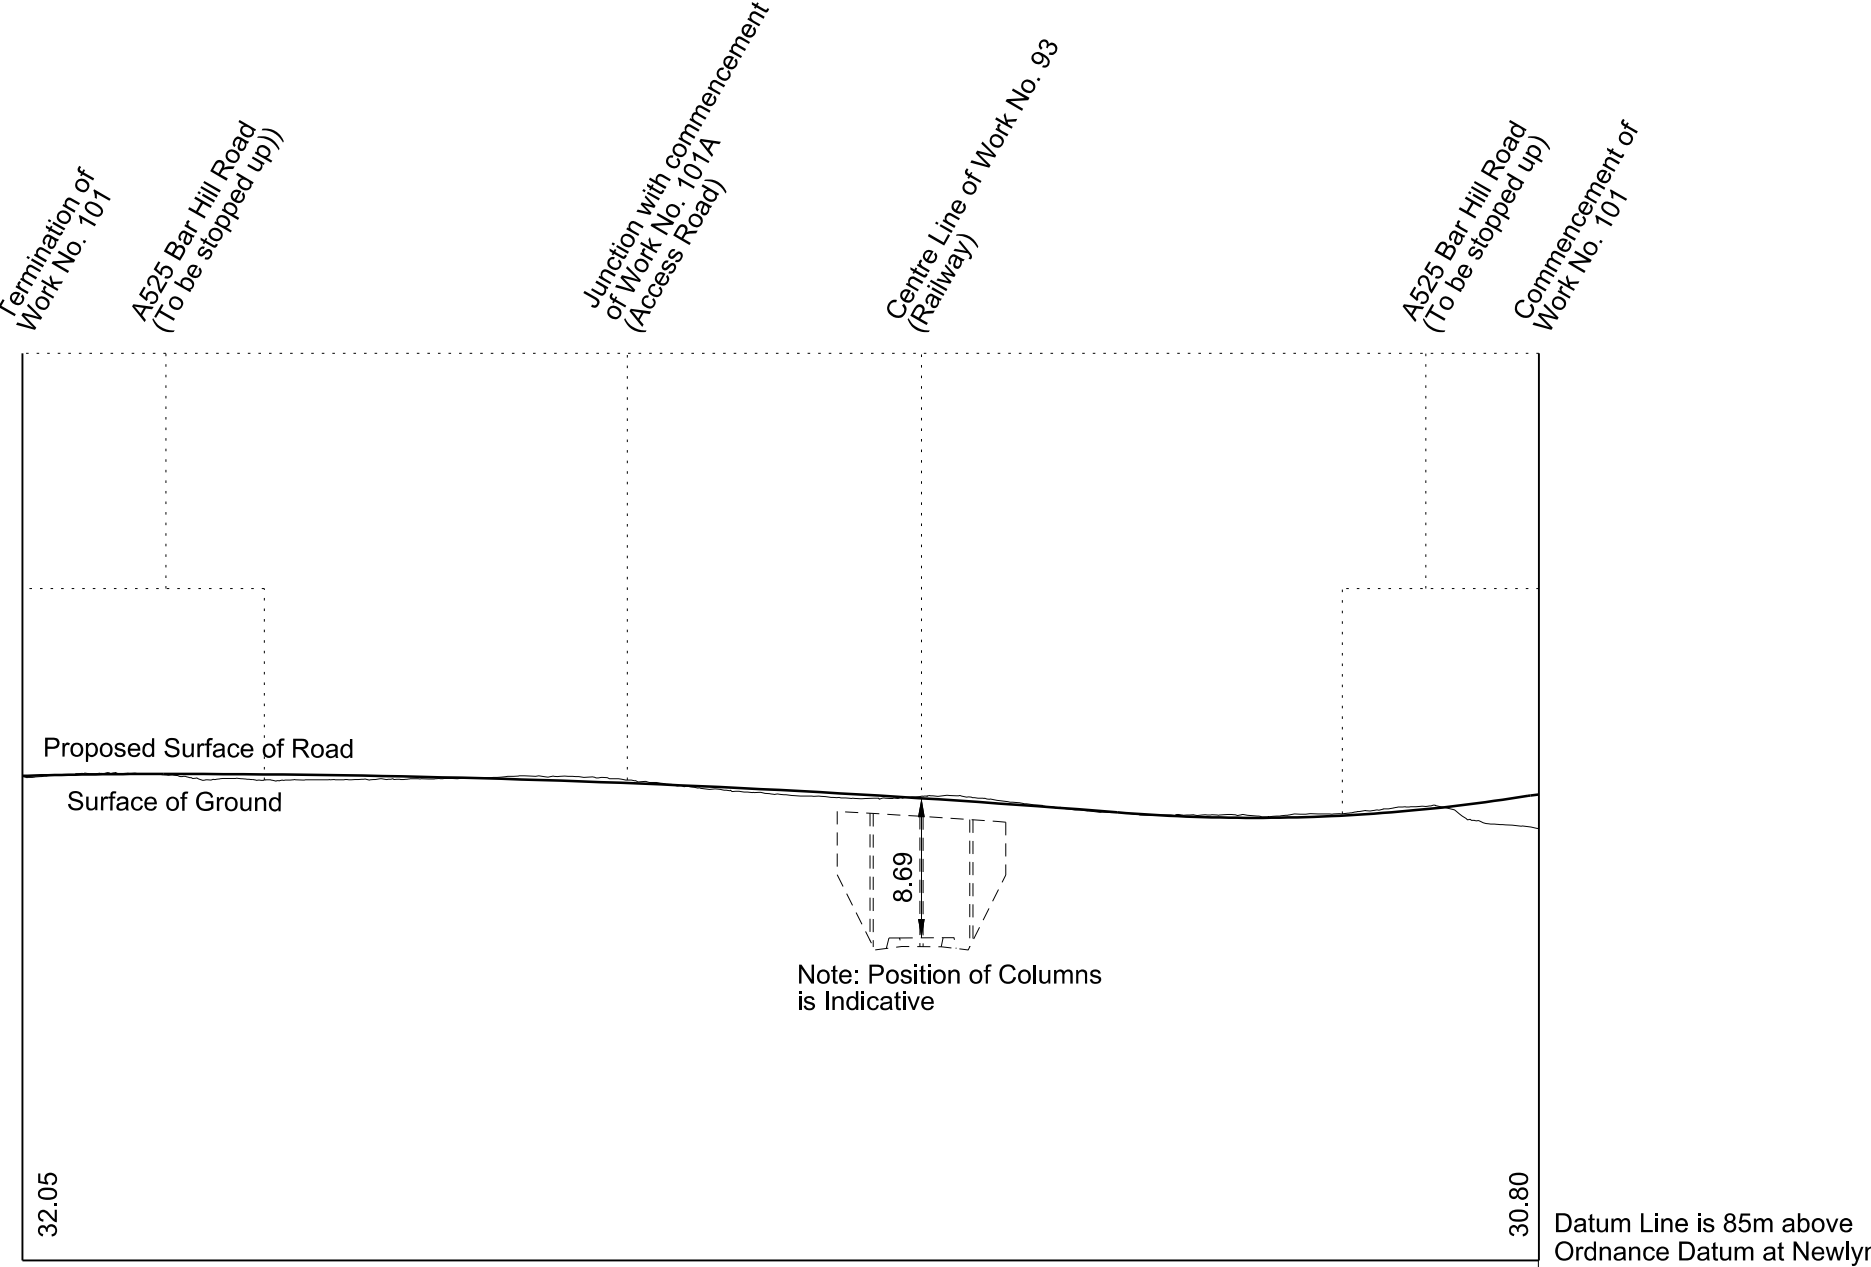 Termination of
Work No. 101
A525 Bar Hill Road
(To be stopped up))
Junction with commencement
of Work No. 101A
(Access Road)
Centre Line of Work No. 93
(Railway)
A525 Bar Hill Road
(To be stopped up)
Commencement of
Work No. 101
Proposed Surface of Road
Surface of Ground
8.69
Note: Position of Columns
is Indicative
32.05
30.80
Datum Line is 85m above
Ordnance Datum at Newlyn